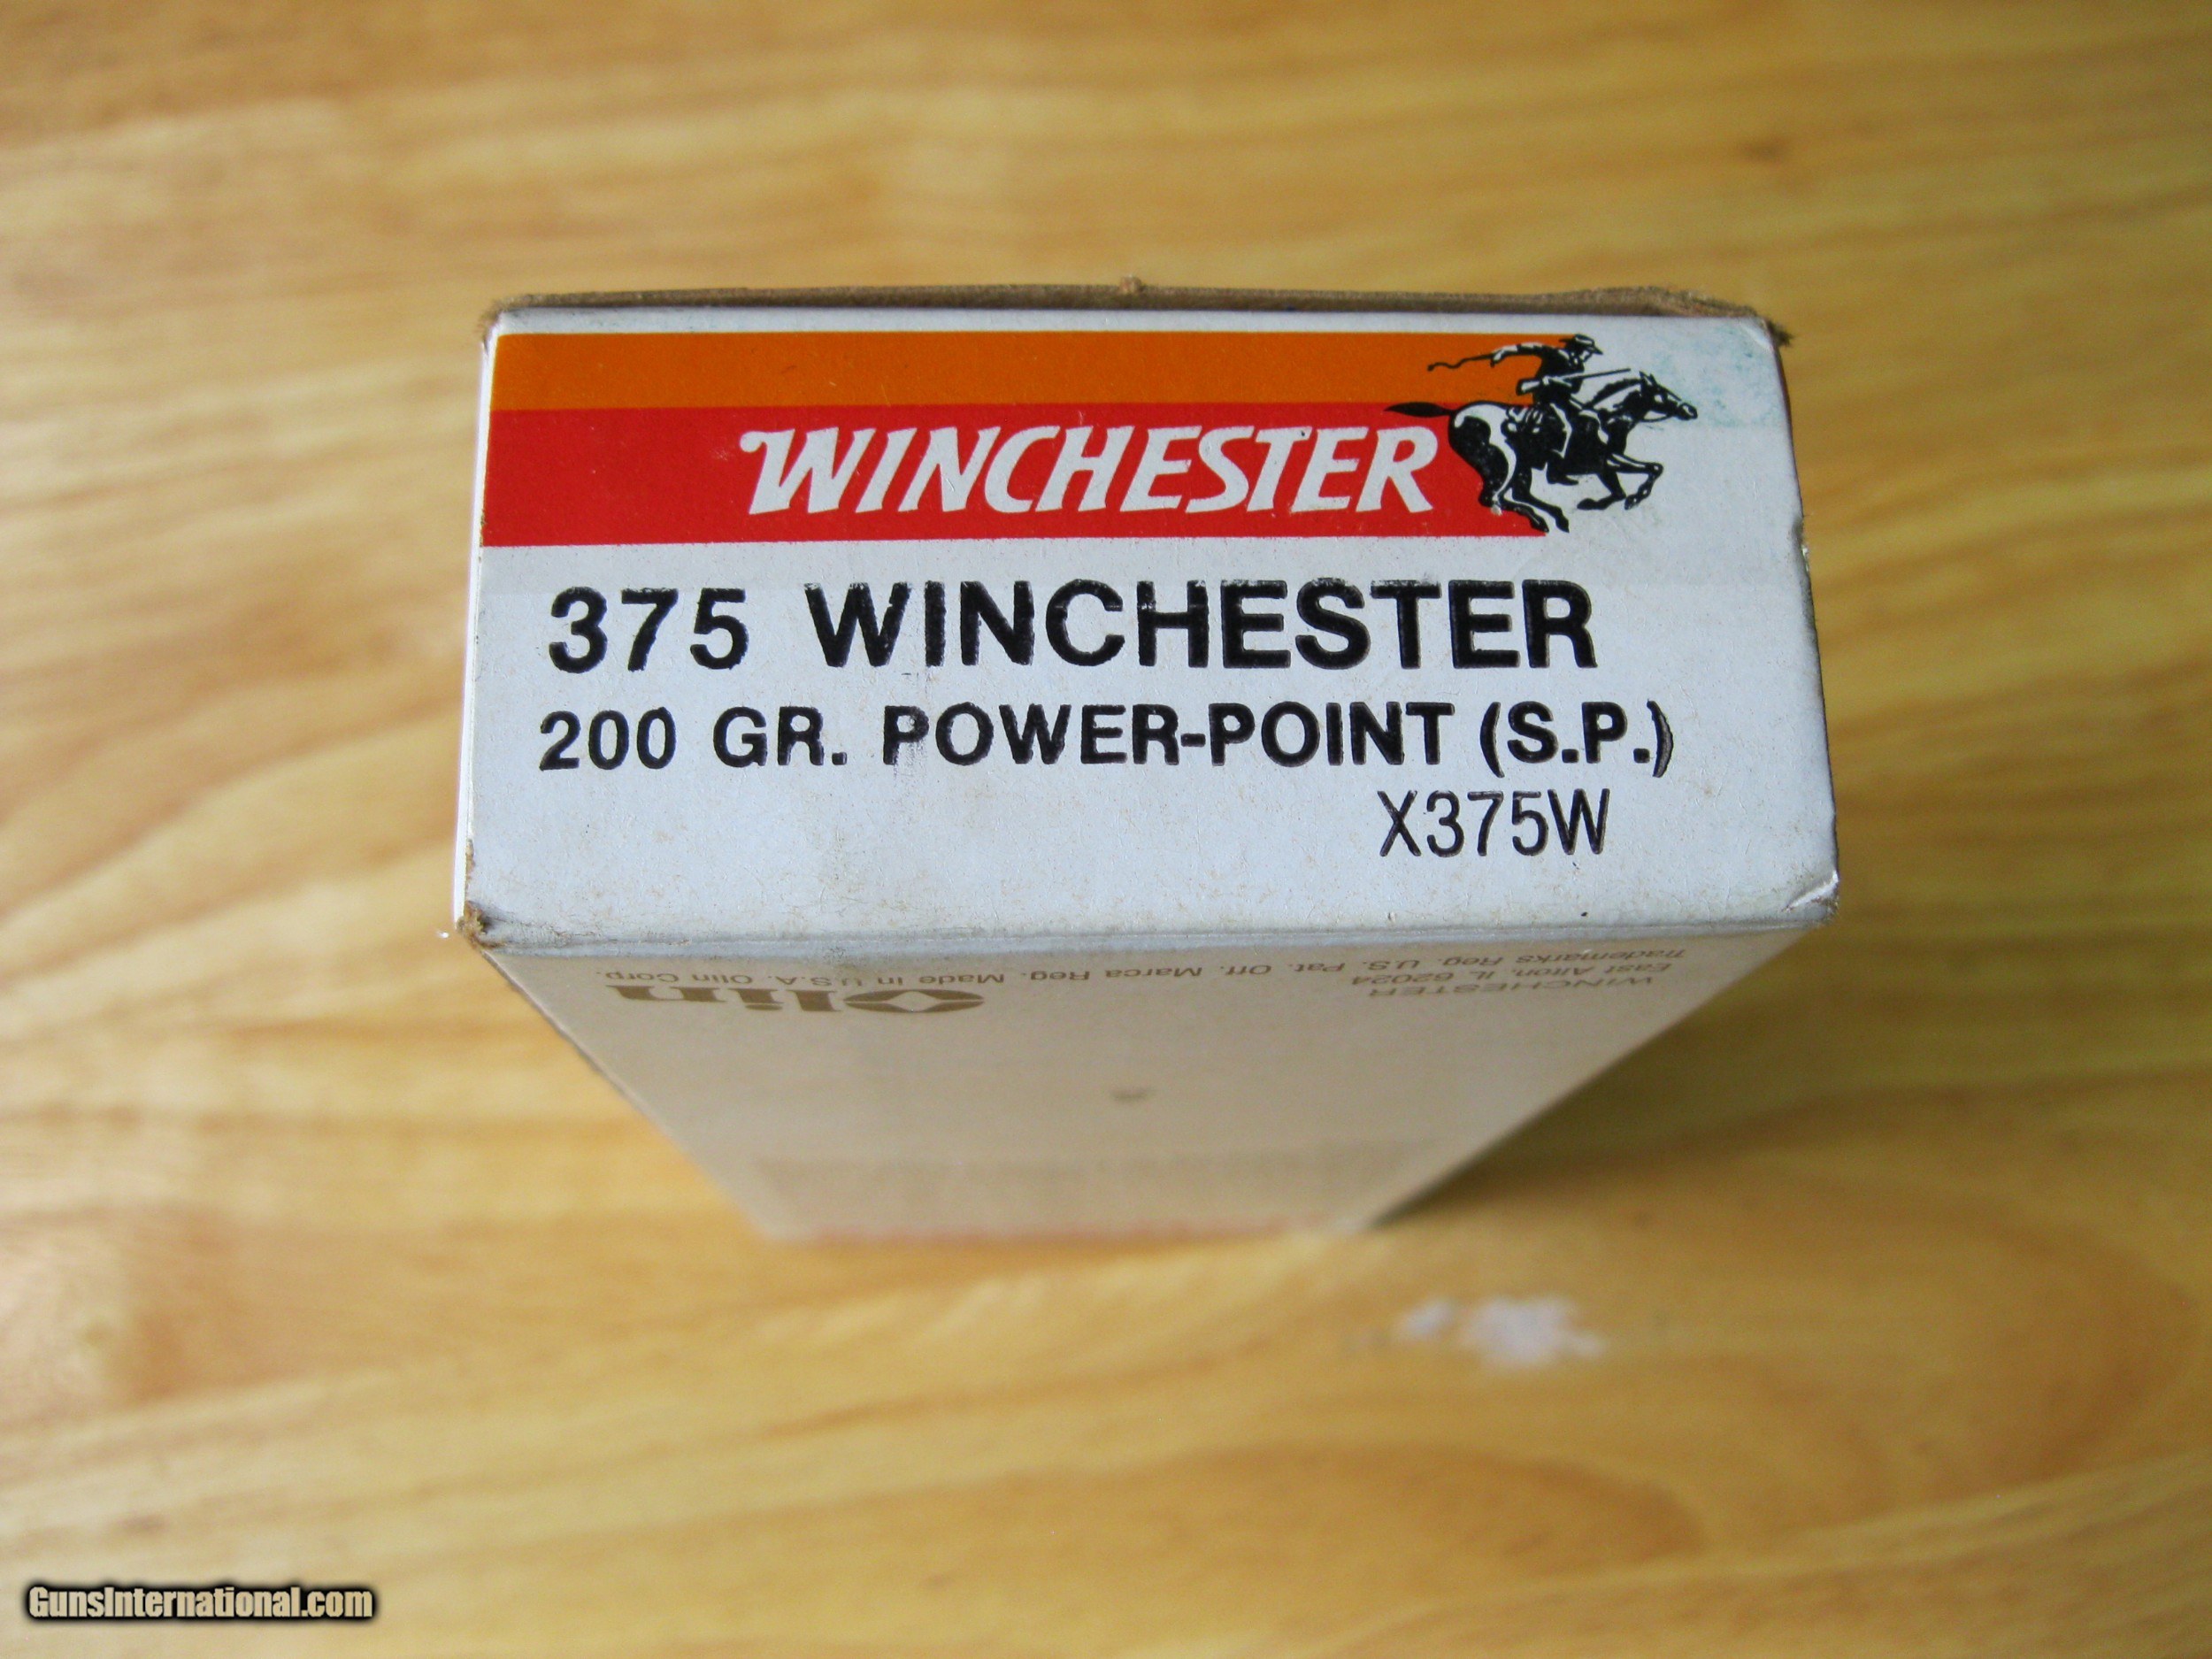 WINCHESTER
375 WINCHESTER
200 GR. POWER-POINT (S.P.)
X375W
WINCHESTER
East Alton, IL 62024
Trademarks Reg. U.S. Pat. Off. Marca Reg. Made in U.S.A. Olin Corp.
Olin
GunsInternational.com